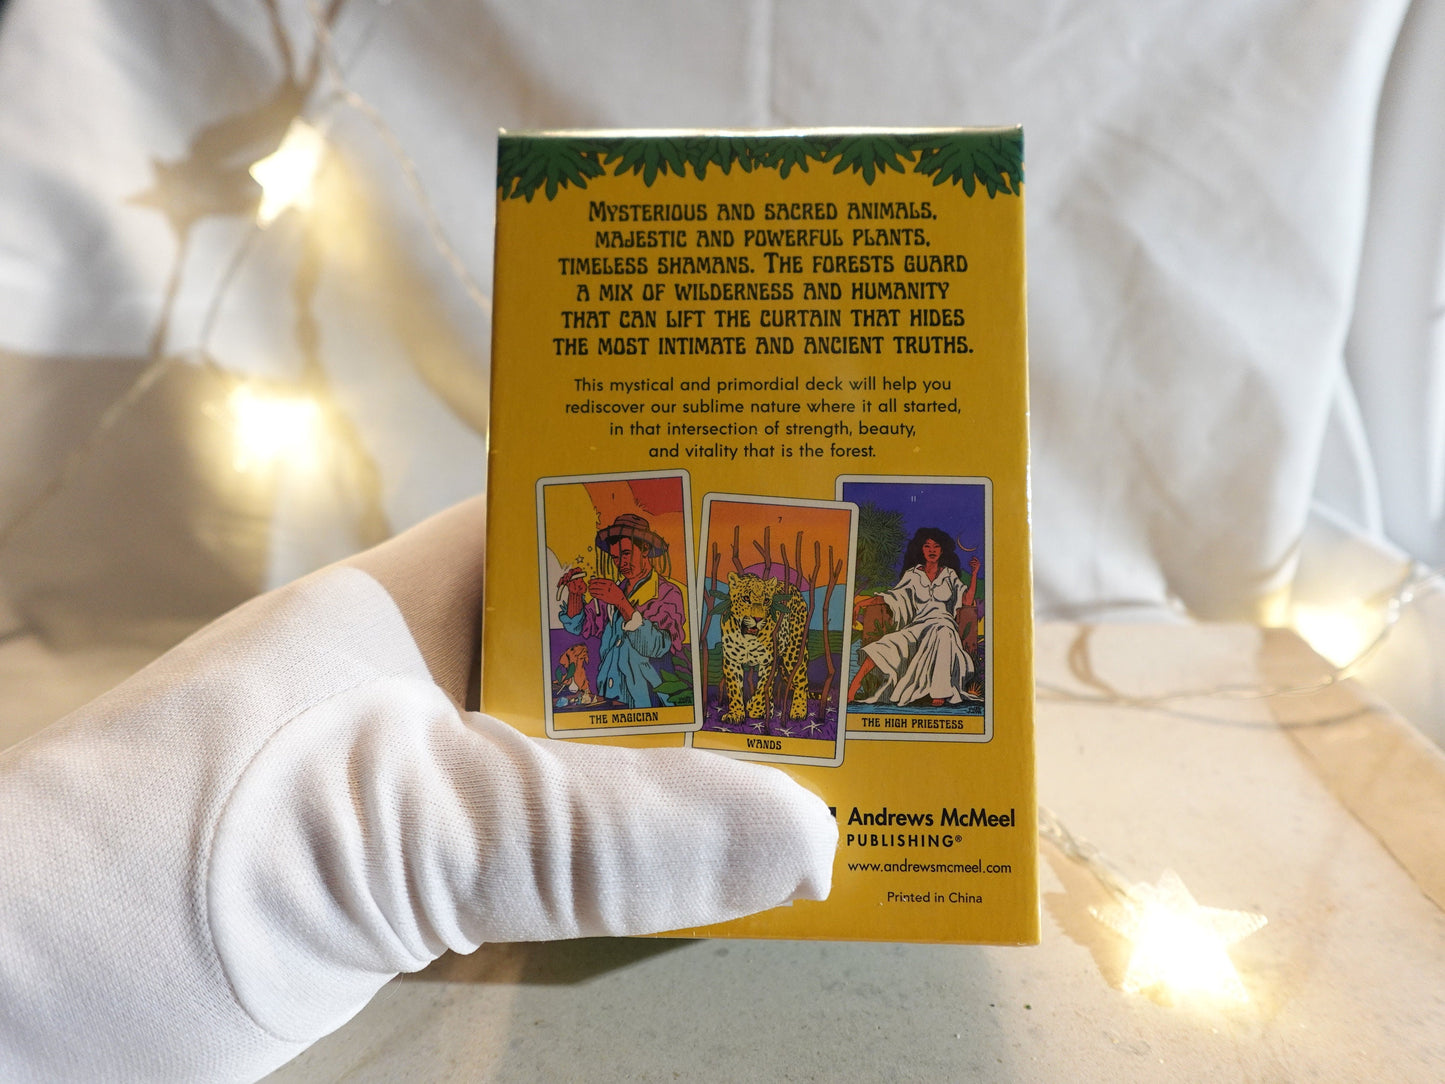 MYSTERIOUS AND SACRED ANIMALS,
MAJESTIC AND POWERFUL PLANTS,
TIMELESS SHAMANS. THE FORESTS GUARD
A MIX OF WILDERNESS AND HUMANITY
THAT CAN LIFT THE CURTAIN THAT HIDES
THE MOST INTIMATE AND ANCIENT TRUTHS.
This mystical and primordial deck will help you
rediscover our sublime nature where it all started,
in that intersection of strength, beauty,
and vitality that is the forest.
I
THE MAGICIAN
7
WANDS
II
THE HIGH PRIESTESS
Andrews McMeel
PUBLISHING®
www.andrewsmcmeel.com
Printed in China